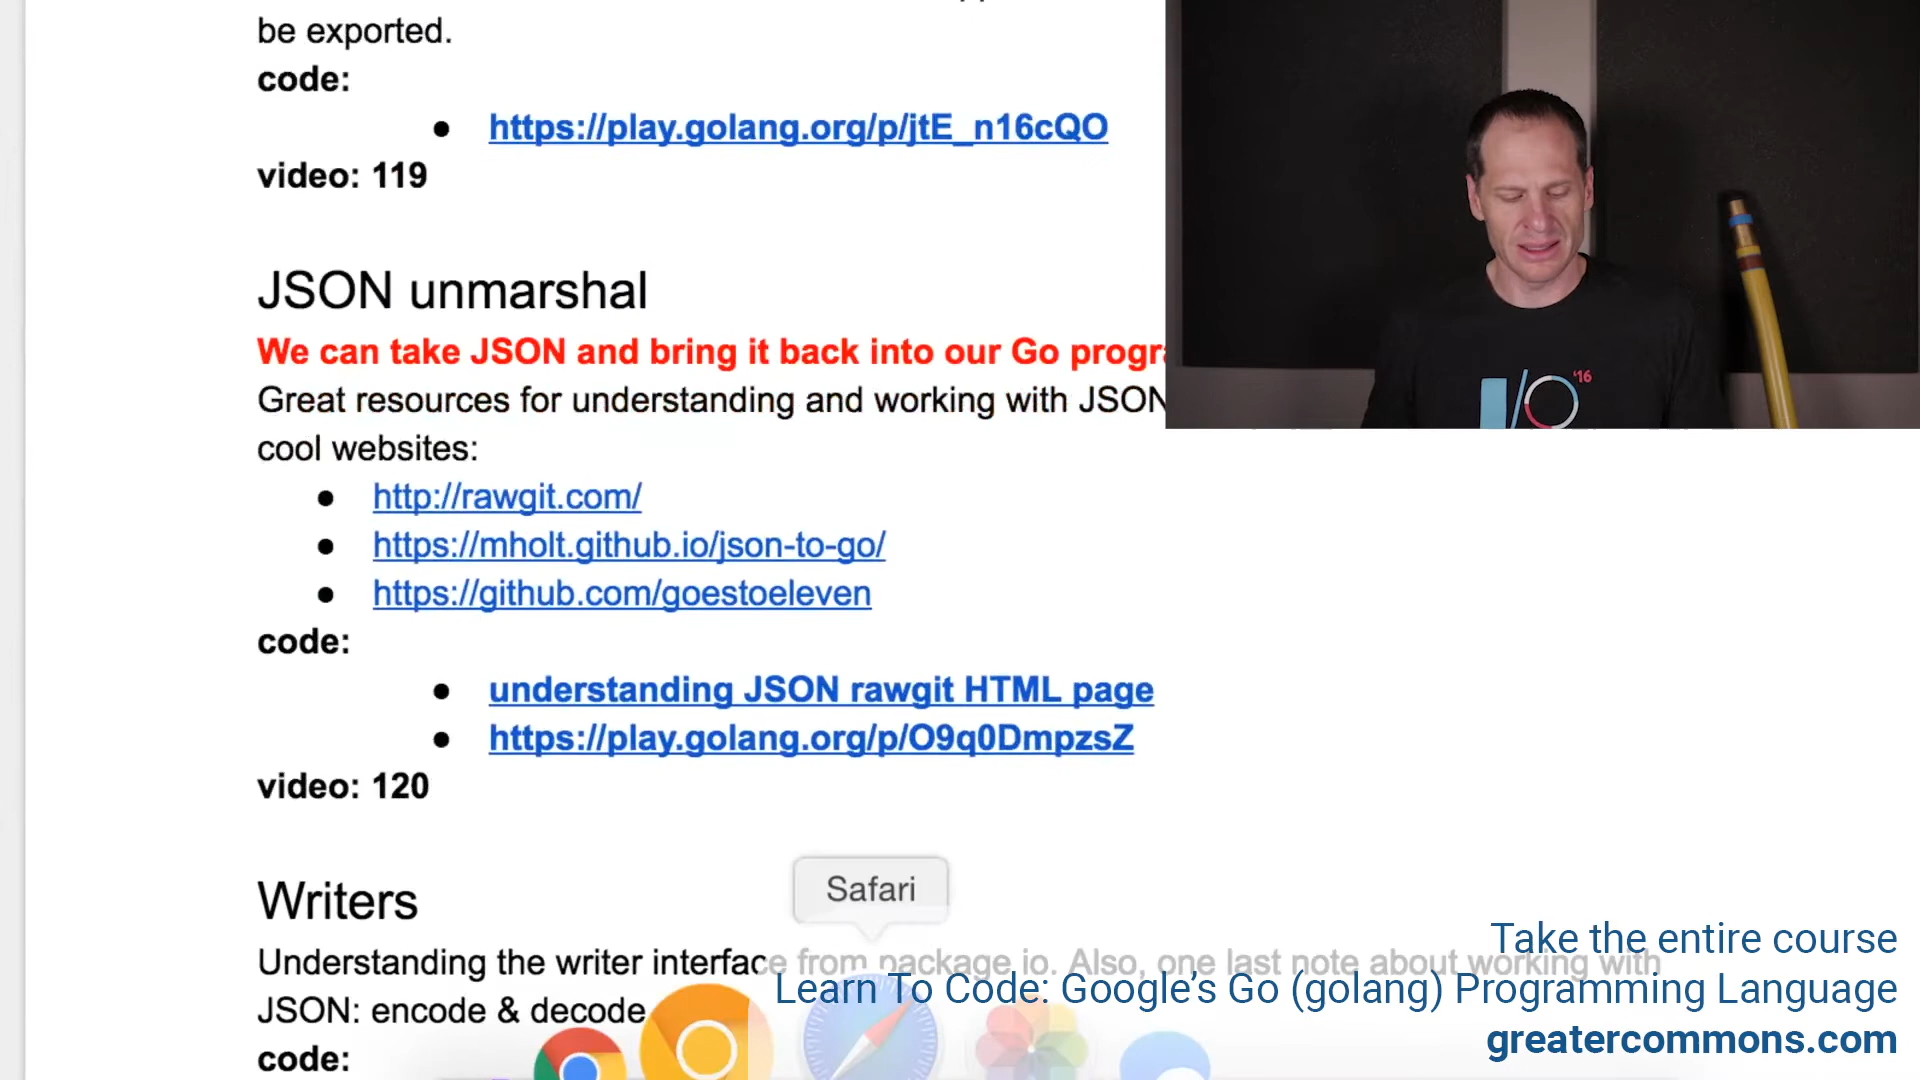 be exported.
code:
https://play.golang.org/p/jtE_n16cQO
video: 119
JSON unmarshal
We can take JSON and bring it back into our Go progra
Great resources for understanding and working with JSON
cool websites:
http://rawgit.com/
https://mholt.github.io/json-to-go/
https://github.com/goestoeleven
code:
understanding JSON rawgit HTML page
https://play.golang.org/p/O9q0DmpzsZ
video: 120
Writers
Understanding the writer interface from package io. Also, one last note about working with
JSON: encode & decode
code:
Safari
I/O '16
Take the entire course
Learn To Code: Google's Go (golang) Programming Language
greatercommons.com